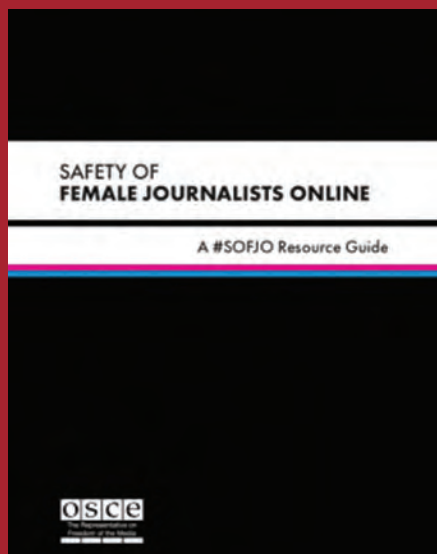 SAFETY OF
FEMALE JOURNALISTS ONLINE
A #SOFJO Resource Guide
osce
The Representative on
Freedom of the Media